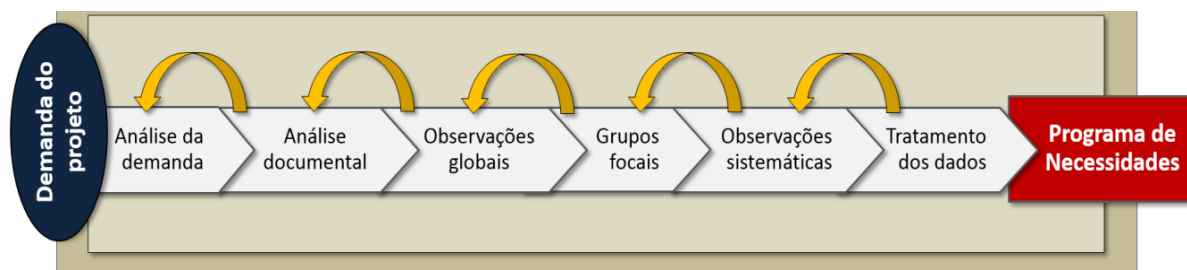 Demanda do
projeto
Análise da
demanda
Análise
documental
Observações
globais
Grupos
focais
Observações
sistemáticas
Tratamento
dos dados
Programa de
Necessidades